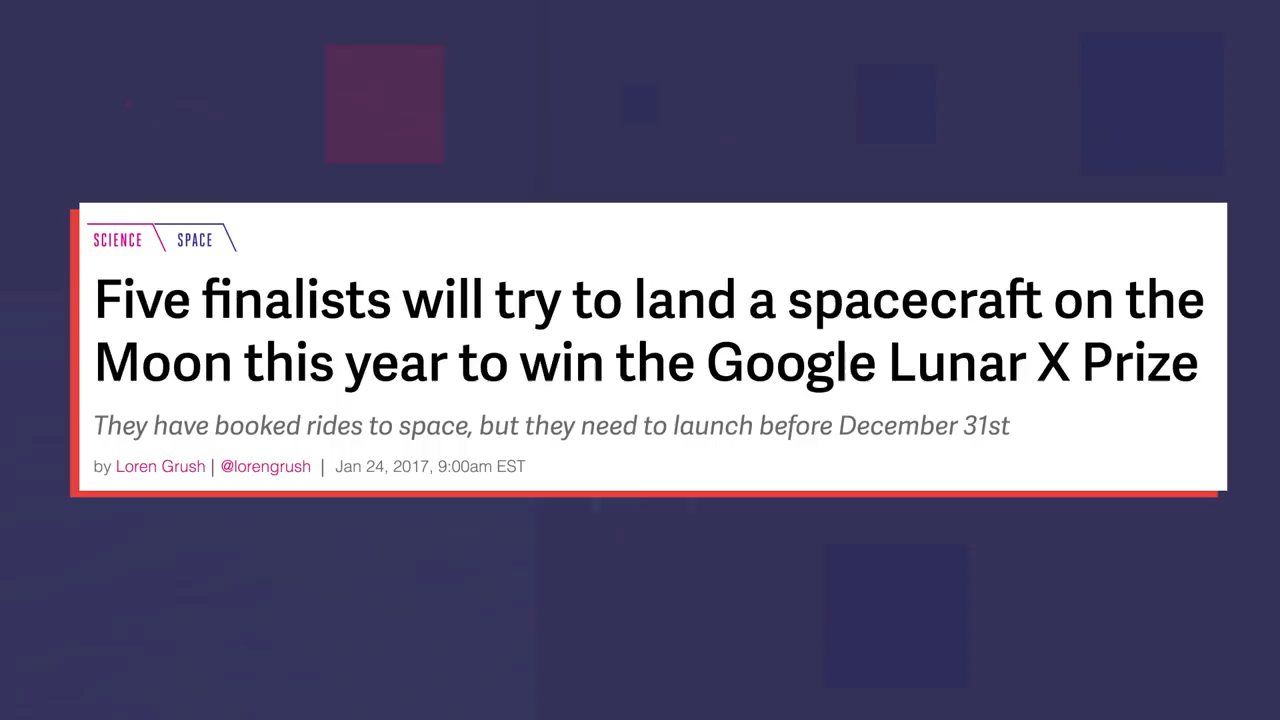 SCIENCE SPACE
Five finalists will try to land a spacecraft on the
Moon this year to win the Google Lunar X Prize
They have booked rides to space, but they need to launch before December 31st
by Loren Grush | @lorengrush | Jan 24, 2017, 9:00am EST